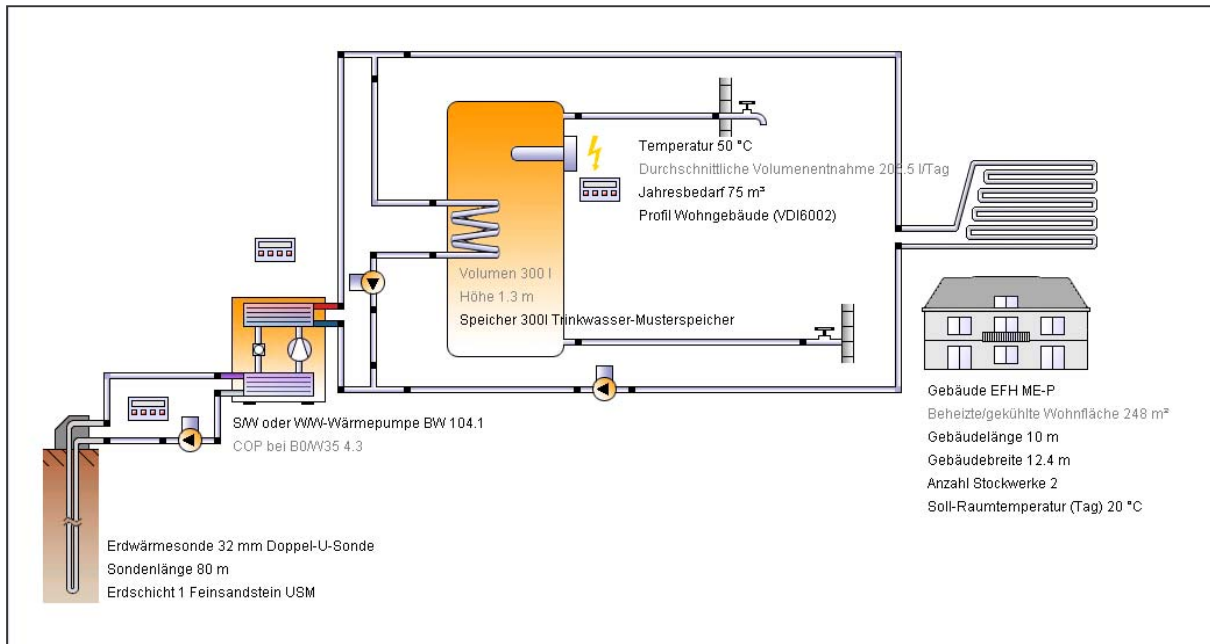 Temperatur 50 °C
Durchschnittliche Volumenentnahme 205.5 l/Tag
Jahresbedarf 75 m³
Profil Wohngebäude (VDI6002)
Volumen 300 l
Höhe 1.3 m
Speicher 300l Trinkwasser-Musterspeicher
S/W oder W/W-Wärmepumpe BW 104.1
COP bei B0/W35 4.3
Gebäude EFH ME-P
Beheizte/gekühlte Wohnfläche 248 m²
Gebäudelänge 10 m
Gebäudebreite 12.4 m
Anzahl Stockwerke 2
Soll-Raumtemperatur (Tag) 20 °C
Erdwärmesonde 32 mm Doppel-U-Sonde
Sondenlänge 80 m
Erdschicht 1 Feinsandstein USM